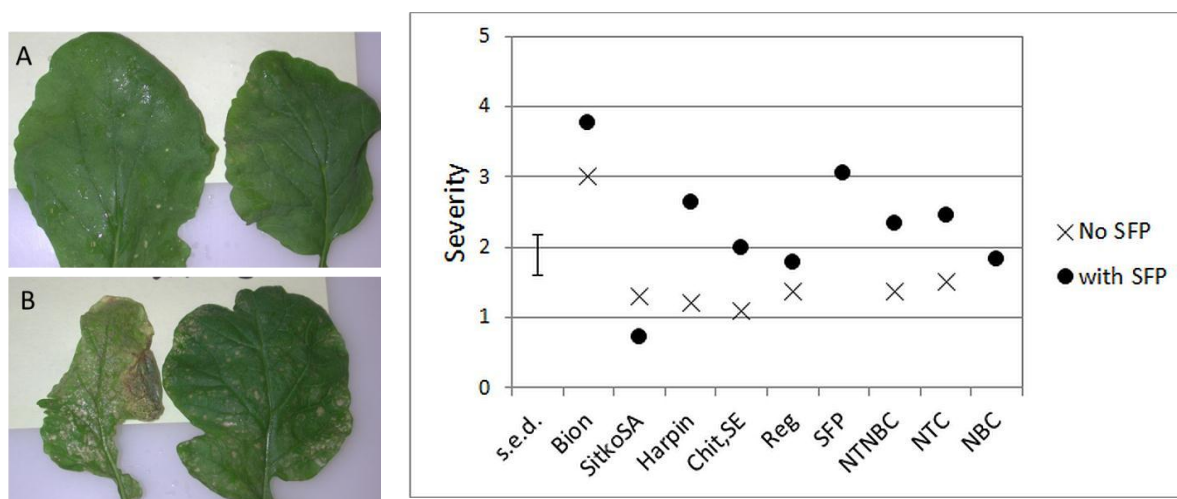 A
B
5
4
3
2
1
0
Severity
s.e.d.
Bion
SitkoSA
Harpin
Chit,SE
Reg
SFP
NTNBC
NTC
NBC
No SFP
with SFP